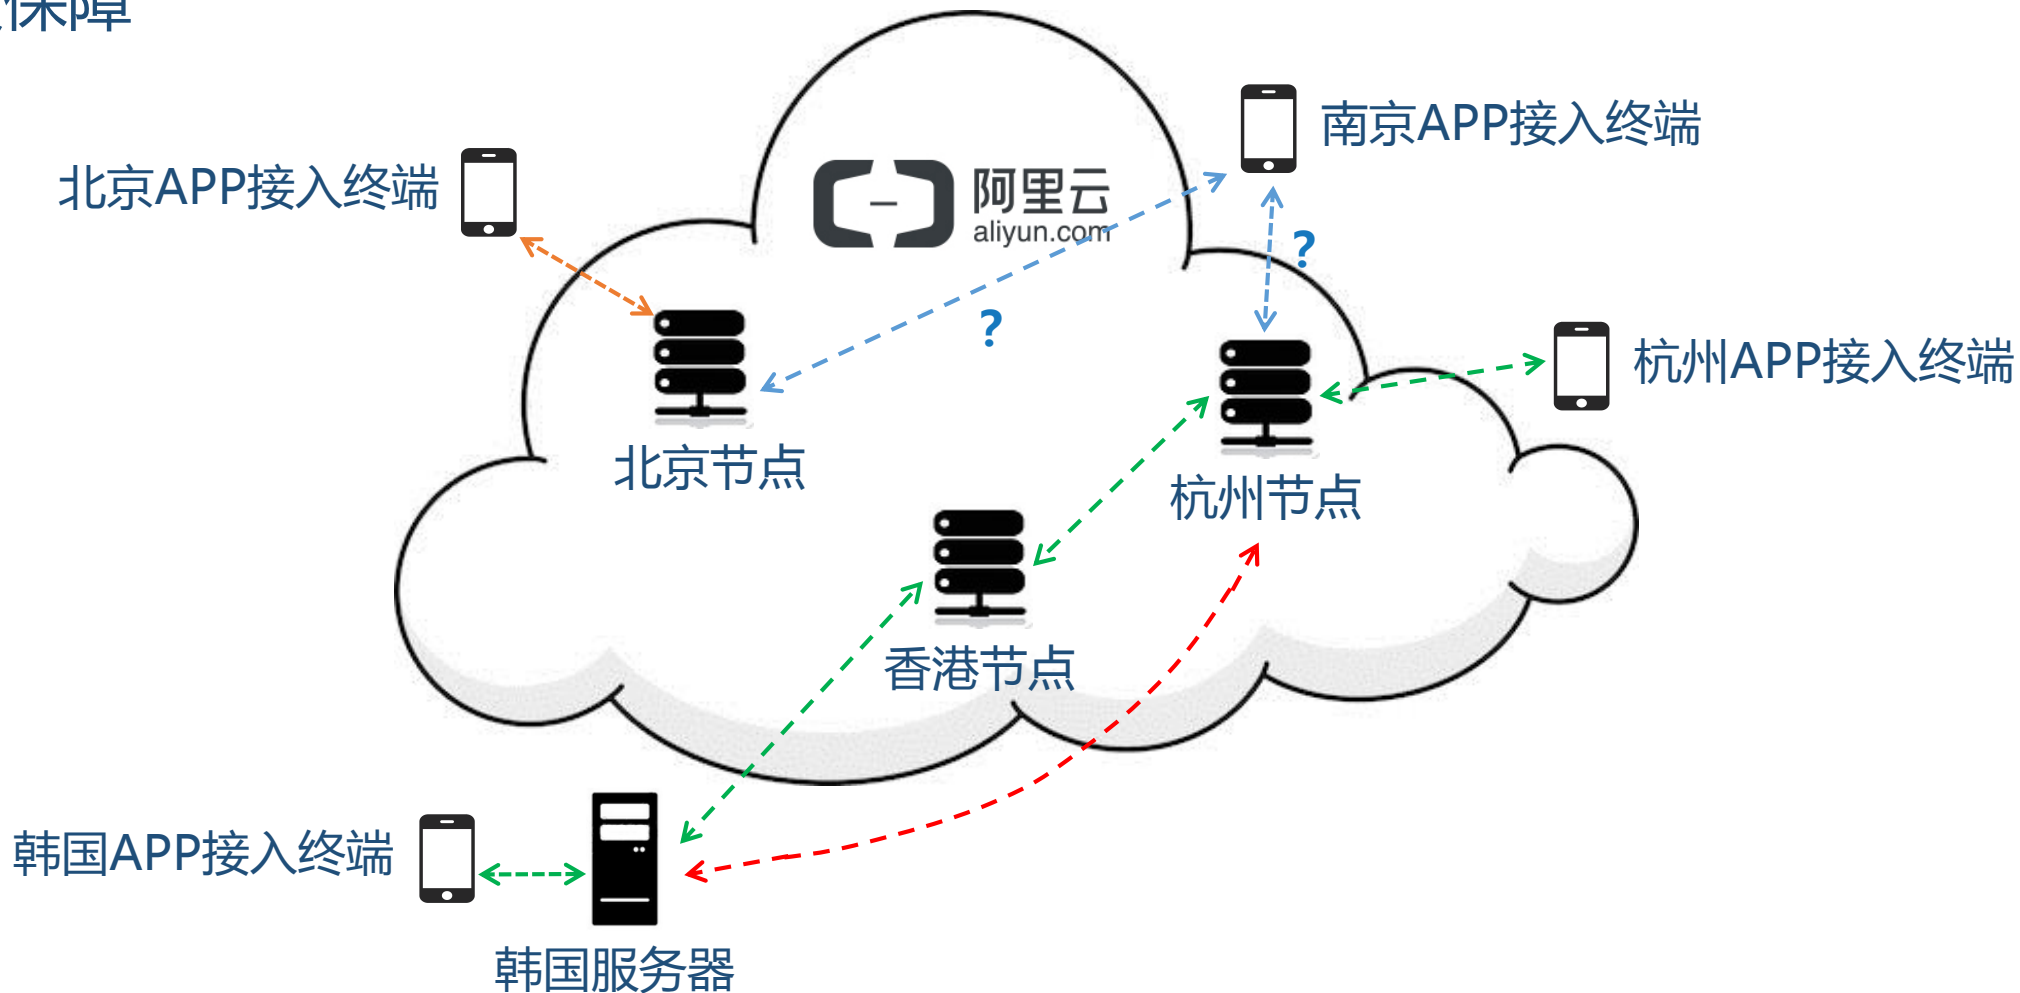 保障
南京APP接入终端
北京APP接入终端
阿里云
aliyun.com
?
?
杭州APP接入终端
北京节点
杭州节点
香港节点
韩国APP接入终端
韩国服务器